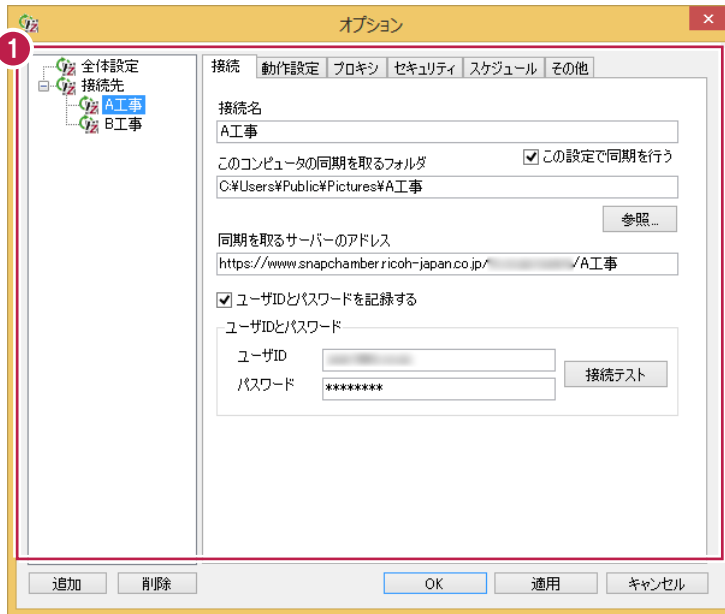 オプション
1
全体設定
接続先
A工事
B工事
接続 動作設定 プロキシ セキュリティ スケジュール その他
接続名
A工事
このコンピュータの同期を取るフォルダ
この設定で同期を行う
C:¥Users¥Public¥Pictures¥A工事
参照...
同期を取るサーバーのアドレス
https://www.snapchamber.ricoh-japan.co.jp/ /A工事
ユーザIDとパスワードを記録する
ユーザIDとパスワード
ユーザID
接続テスト
パスワード ********
追加 削除 OK 適用 キャンセル